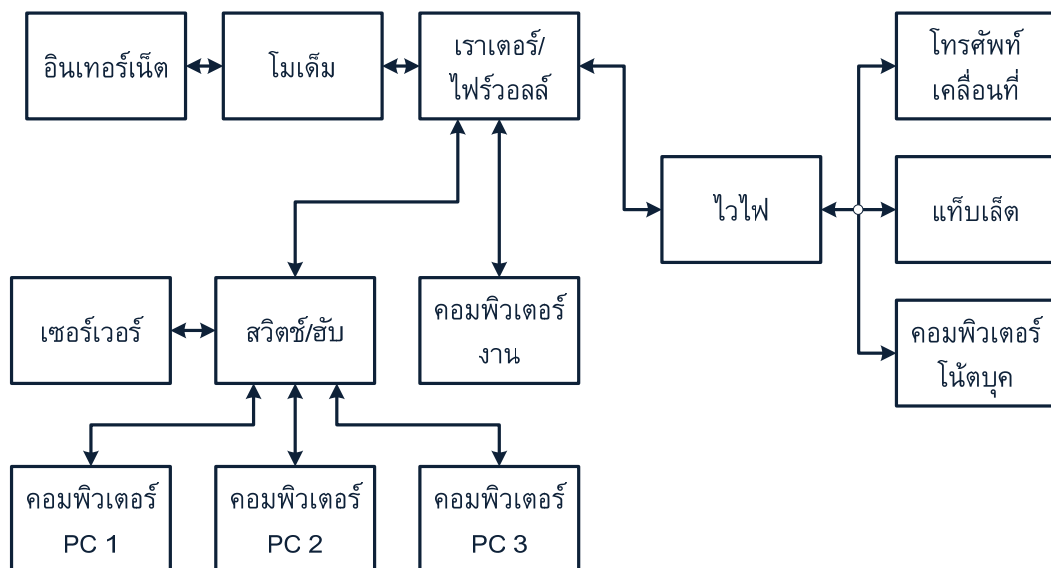 อินเทอร์เน็ต
โมเด็ม
เราเตอร์/
ไฟร์วอลล์
โทรศัพท์
เคลื่อนที่
ไวไฟ
แท็บเล็ต
เซอร์เวอร์
สวิตช์/ฮับ
คอมพิวเตอร์
งาน
คอมพิวเตอร์
โน้ตบุค
คอมพิวเตอร์
PC 1
คอมพิวเตอร์
PC 2
คอมพิวเตอร์
PC 3